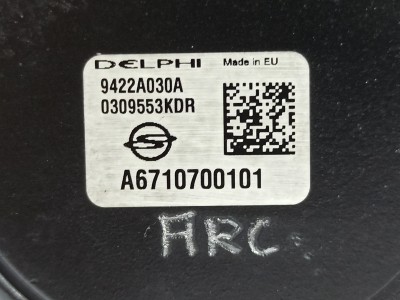 DELPHI Made in EU
9422A030A
0309553KDR
A6710700101
ARC